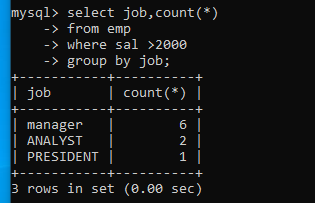 mysql> select job,count(*)
    -> from emp
    -> where sal >2000
    -> group by job;
+-----------+----------+
| job       | count(*) |
+-----------+----------+
| manager   |        6 |
| ANALYST   |        2 |
| PRESIDENT |        1 |
+-----------+----------+
3 rows in set (0.00 sec)